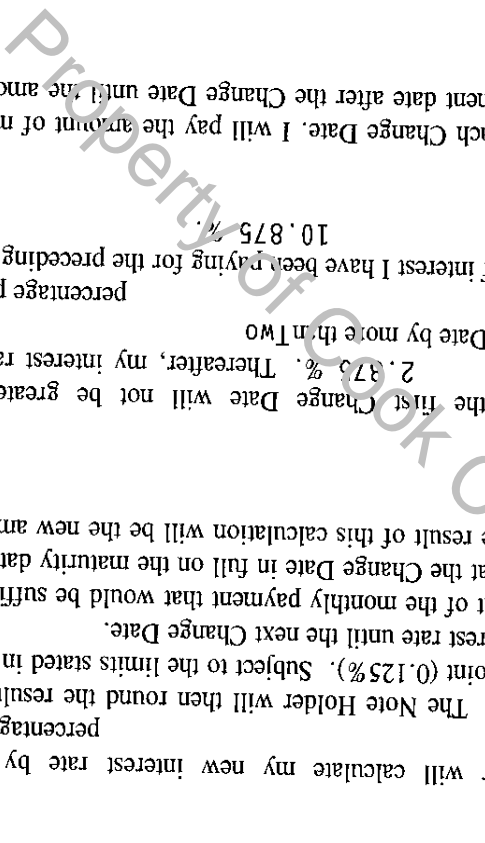 will calculate my new interest rate by
percentage
The Note Holder will then round the resul
oint (0.125%). Subject to the limits stated in
rest rate until the next Change Date.
t of the monthly payment that would be suffi
at the Change Date in full on the maturity dat
e result of this calculation will be the new am
the first Change Date will not be greate
2.375 %. Thereafter, my interest ra
Date by more than Two
percentage p
f interest I have been paying for the preceding
10.875 %.
ch Change Date. I will pay the amount of n
nent date after the Change Date until the amo
Property of Cook C